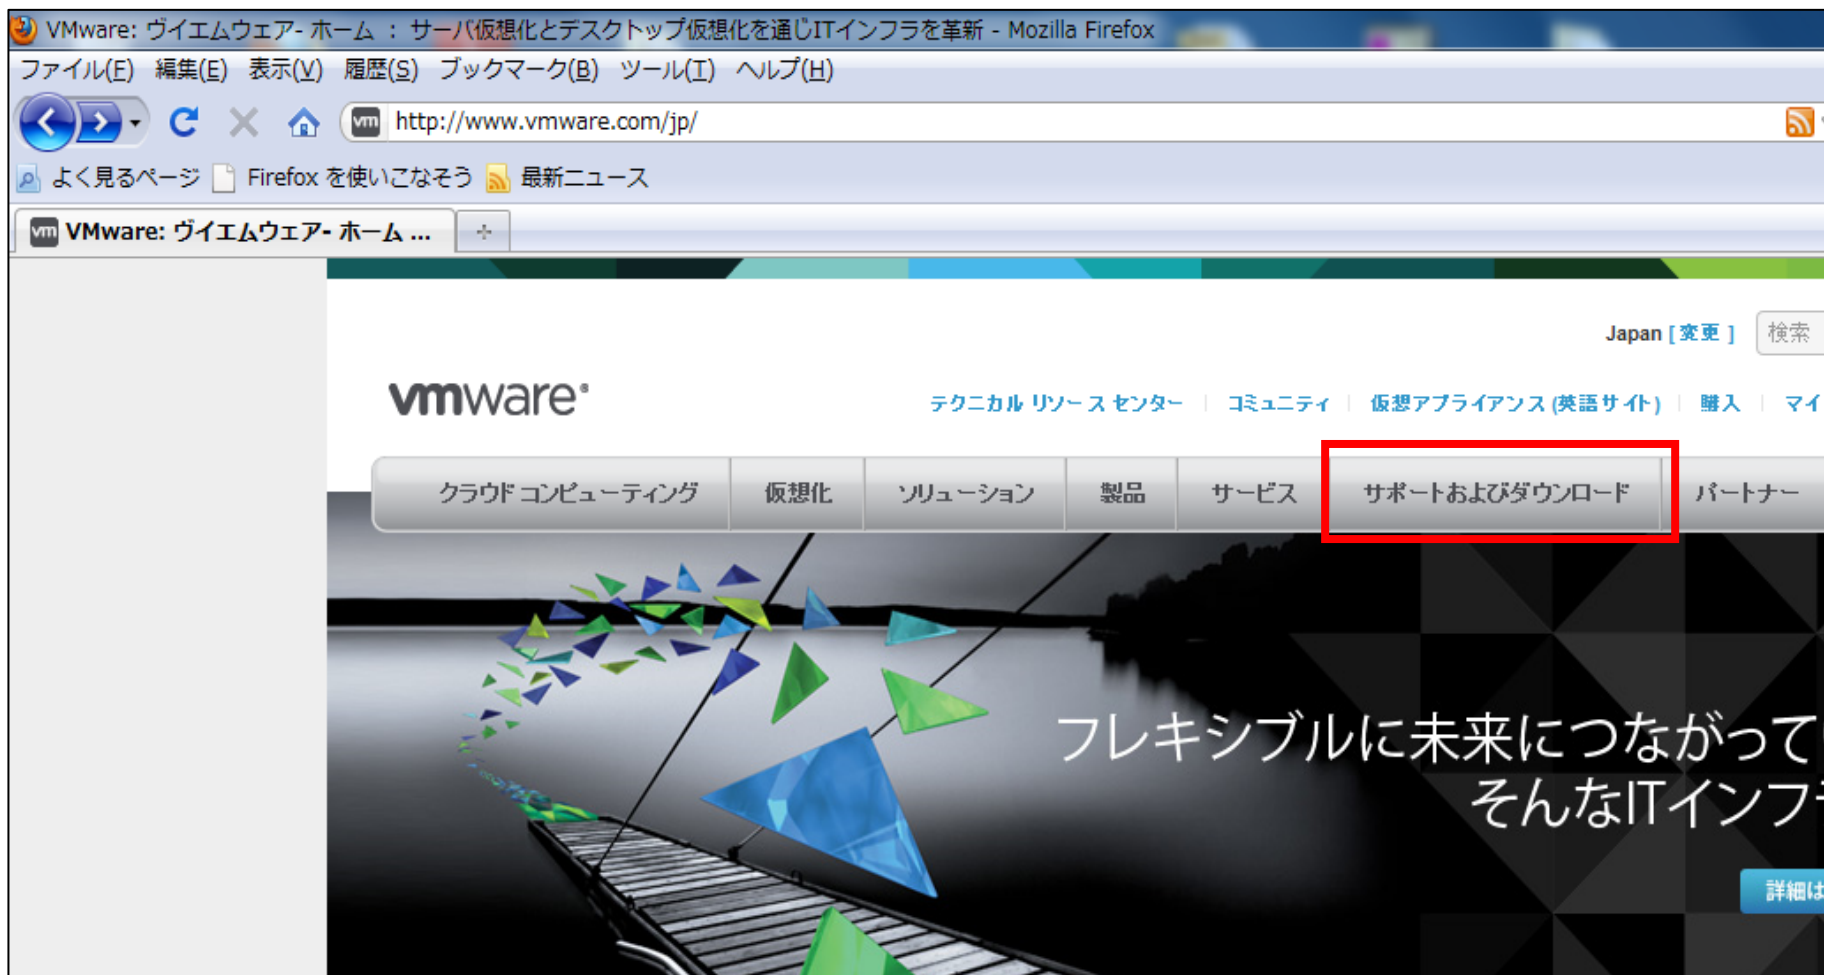 VMware: ヴイエムウェア- ホーム : サーバ仮想化とデスクトップ仮想化を通じITインフラを革新 - Mozilla Firefox
ファイル(F) 編集(E) 表示(V) 履歴(S) ブックマーク(B) ツール(T) ヘルプ(H)
vm http://www.vmware.com/jp/
よく見るページ Firefox を使いこなそう 最新ニュース
vm VMware: ヴイエムウェア- ホーム ...
Japan [ 変更 ] 検索
vmware®
テクニカル リソース センター | コミュニティ | 仮想アプライアンス (英語サイト) | 購入 | マイ
クラウド コンピューティング 仮想化 ソリューション 製品 サービス サポートおよびダウンロード パートナー
フレキシブルに未来につながって
そんなITインフ
詳細は